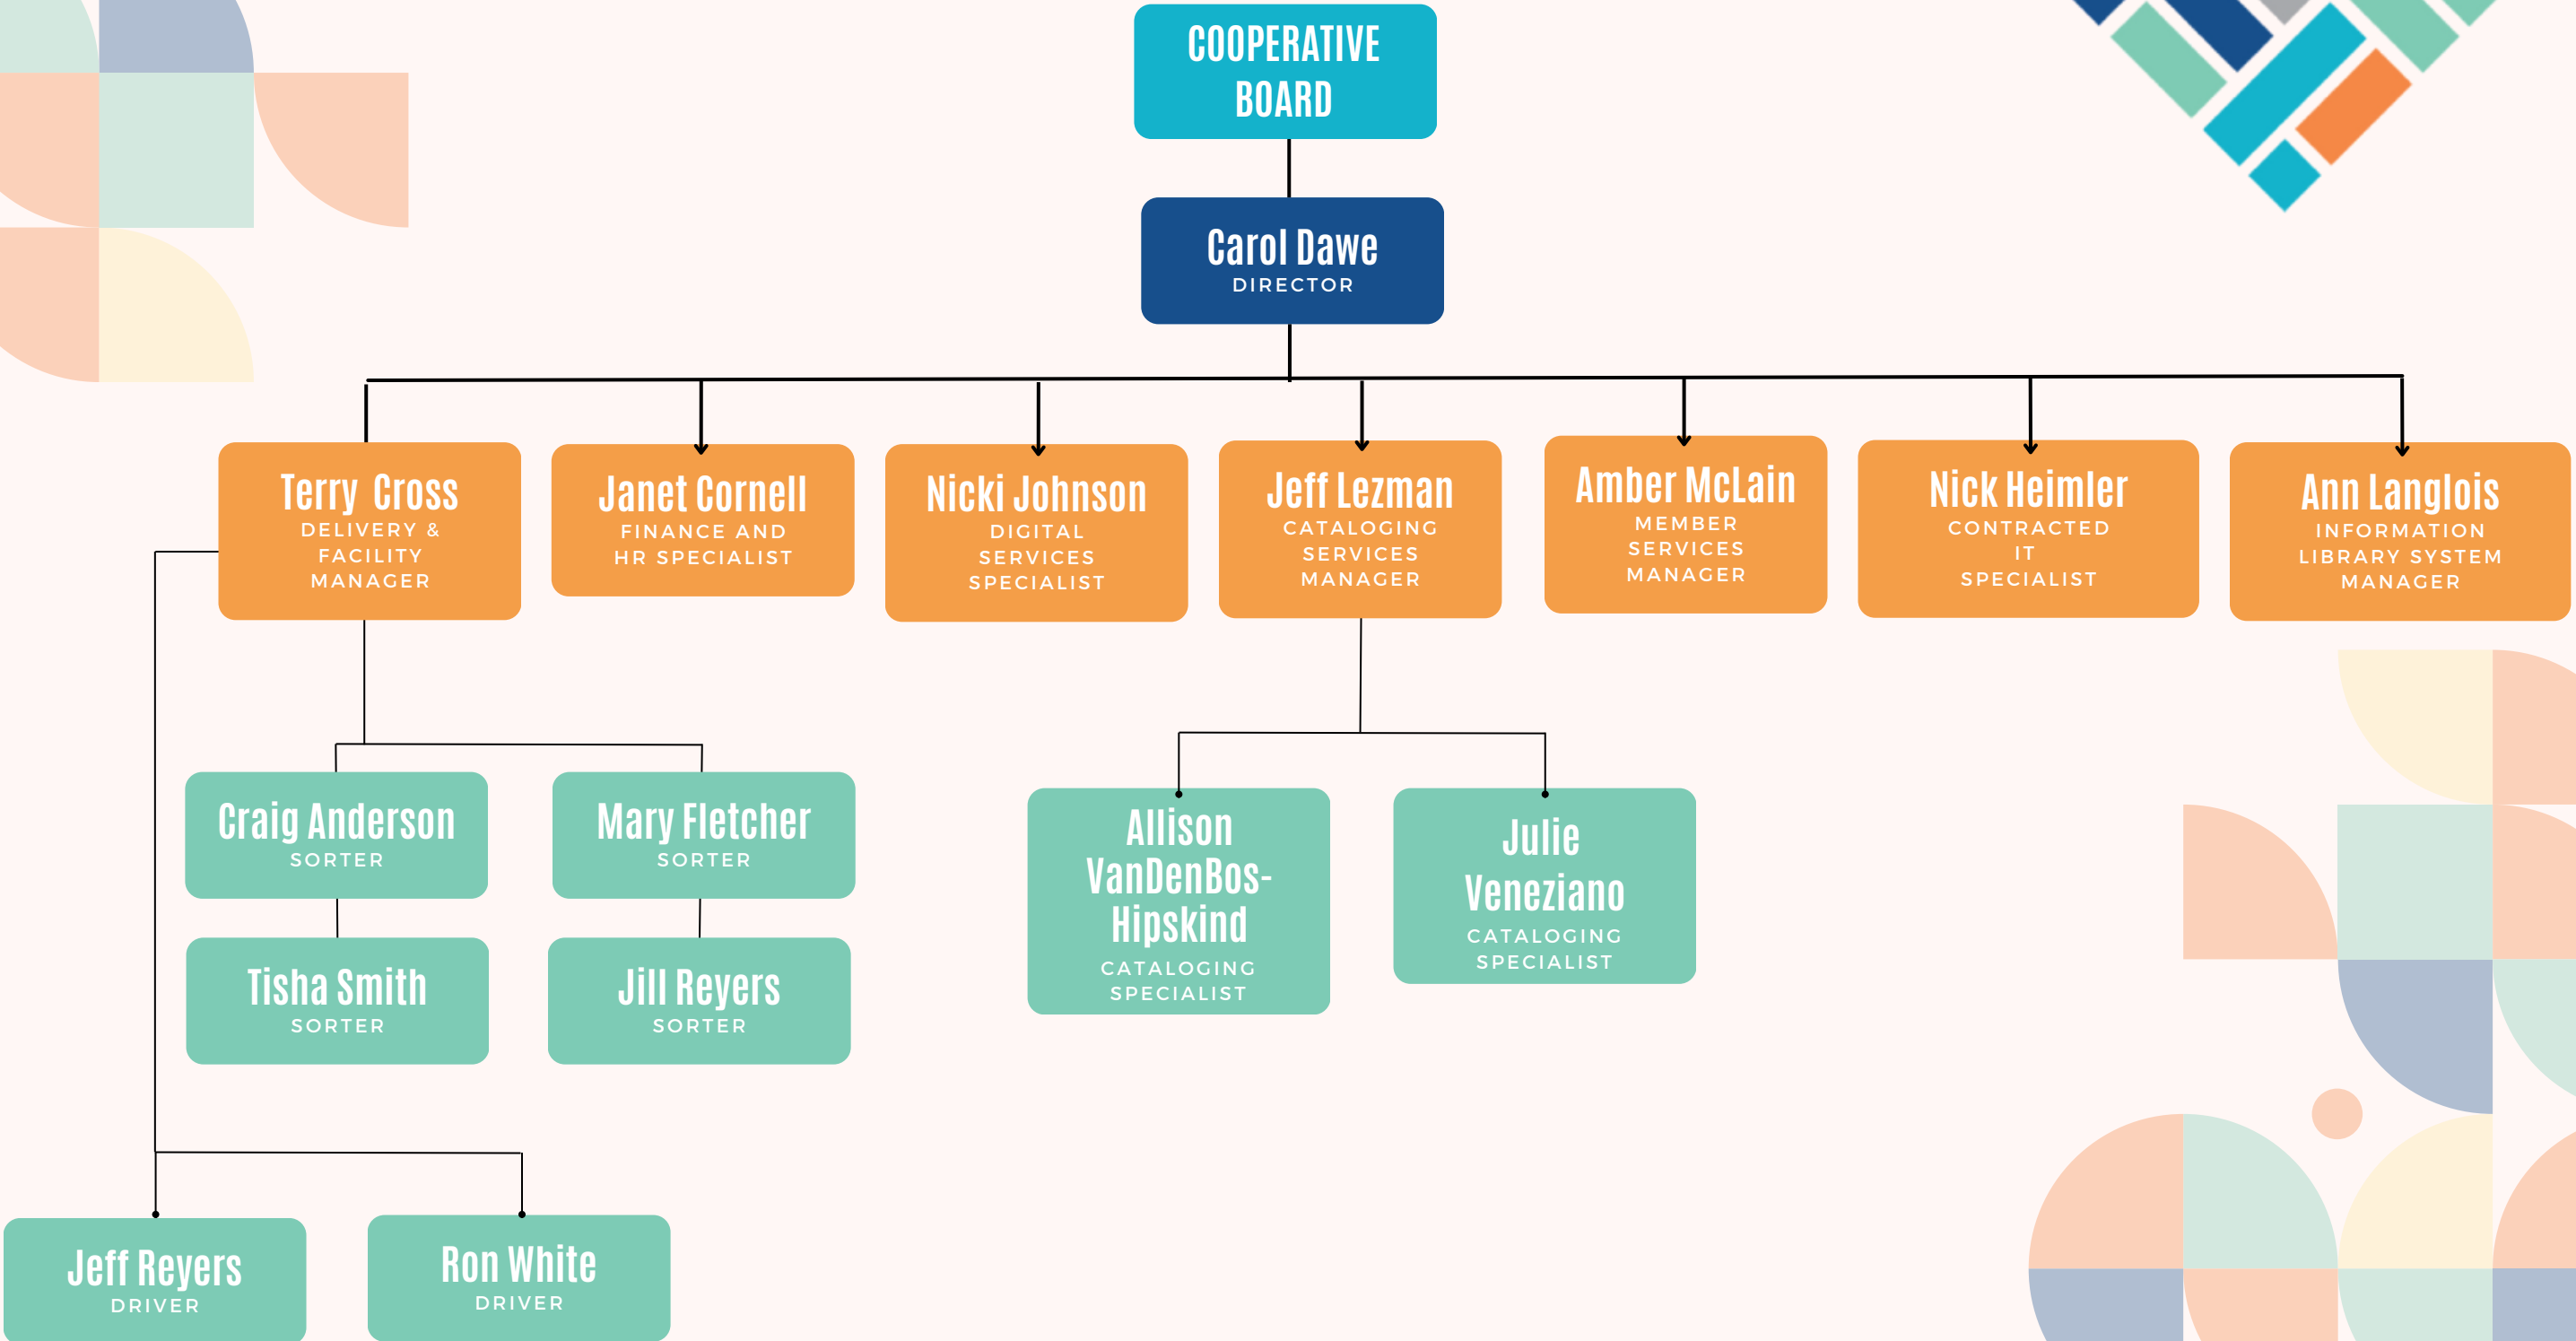 COOPERATIVE
BOARD
Carol Dawe
DIRECTOR
Terry Cross
DELIVERY &
FACILITY
MANAGER
Janet Cornell
FINANCE AND
HR SPECIALIST
Nicki Johnson
DIGITAL
SERVICES
SPECIALIST
Jeff Lezman
CATALOGING
SERVICES
MANAGER
Amber McLain
MEMBER
SERVICES
MANAGER
Nick Heimler
CONTRACTED
IT
SPECIALIST
Ann Langlois
INFORMATION
LIBRARY SYSTEM
MANAGER
Craig Anderson
SORTER
Mary Fletcher
SORTER
Allison
VanDenBos-
Hipskind
CATALOGING
SPECIALIST
Julie
Veneziano
CATALOGING
SPECIALIST
Tisha Smith
SORTER
Jill Reyers
SORTER
Jeff Reyers
DRIVER
Ron White
DRIVER